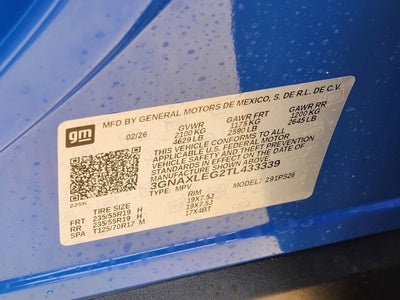 gm
MFD BY GENERAL MOTORS DE MEXICO, S. DE R.L. DE C.V.
02/26 GVWR GAWR FRT GAWR RR
2100 KG 1175 KG 1200 KG
4629 LB 2590 LB 2645 LB
THIS VEHICLE CONFORMS TO ALL
APPLICABLE U.S. FEDERAL MOTOR
VEHICLE SAFETY AND THEFT PREVENTION
STANDARDS IN EFFECT ON THE DATE OF
MANUFACTURE SHOWN ABOVE.
3GNAXLEG2TL433339
225K TYPE: MPV MODEL: 291PS26
TIRE SIZE RIM
FRT 235/55R19 H 19X7.5J
RR 235/55R19 H 19X7.5J
SPA T125/70R17 M 17X4BT